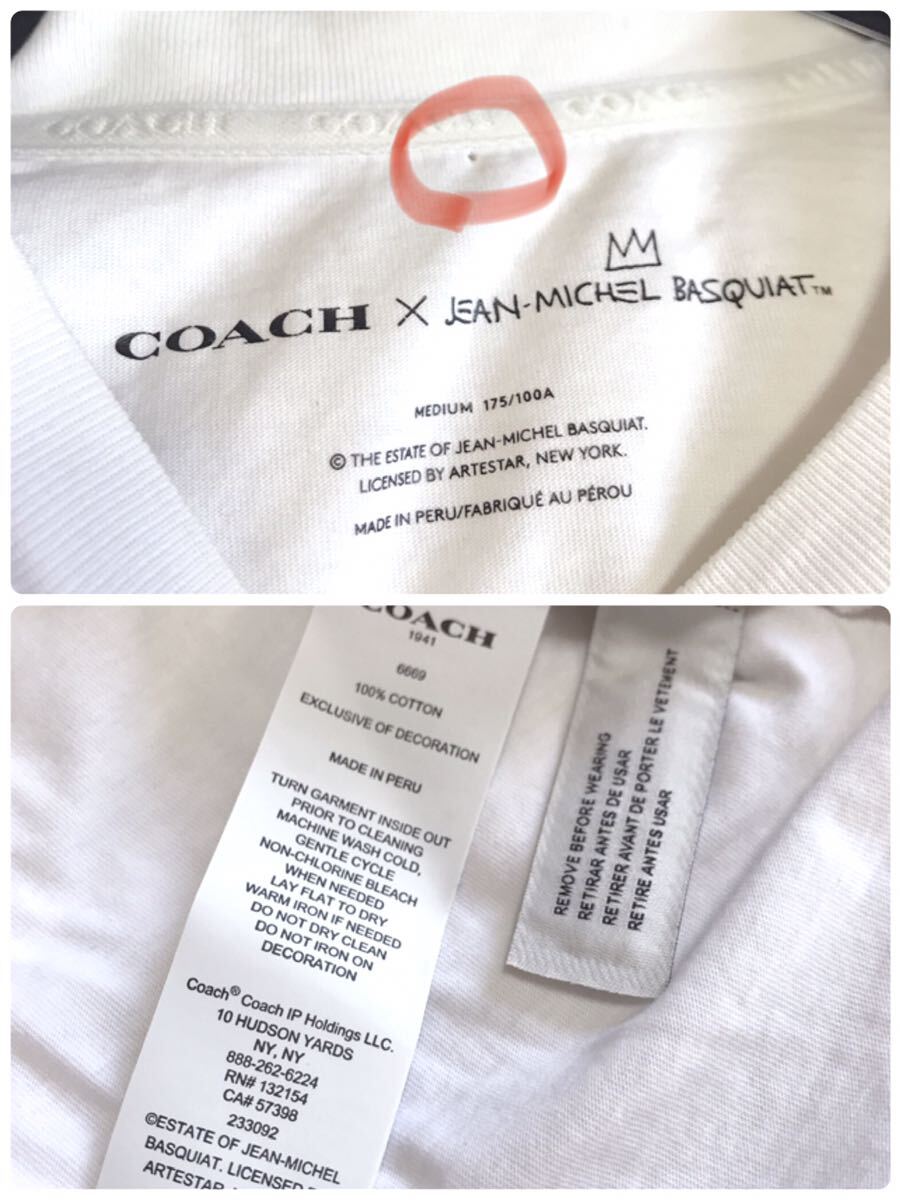 COACH COACH COACH
COACH × JEAN-MICHEL BASQUIAT™
MEDIUM 175/100A
© THE ESTATE OF JEAN-MICHEL BASQUIAT.
LICENSED BY ARTESTAR, NEW YORK.
MADE IN PERU/FABRIQUÉ AU PÉROU
COACH
1941
6669
100% COTTON
EXCLUSIVE OF DECORATION
MADE IN PERU
TURN GARMENT INSIDE OUT
PRIOR TO CLEANING
MACHINE WASH COLD,
GENTLE CYCLE
NON-CHLORINE BLEACH
WHEN NEEDED
LAY FLAT TO DRY
WARM IRON IF NEEDED
DO NOT DRY CLEAN
DO NOT IRON ON
DECORATION
Coach® Coach IP Holdings LLC.
10 HUDSON YARDS
NY, NY
888-262-6224
RN# 132154
CA# 57398
233092
©ESTATE OF JEAN-MICHEL
BASQUIAT. LICENSED
ARTESTAR,
REMOVE BEFORE WEARING
RETIRAR ANTES DE USAR
RETIRER AVANT DE PORTER LE VETEMENT
RETIRE ANTES USAR